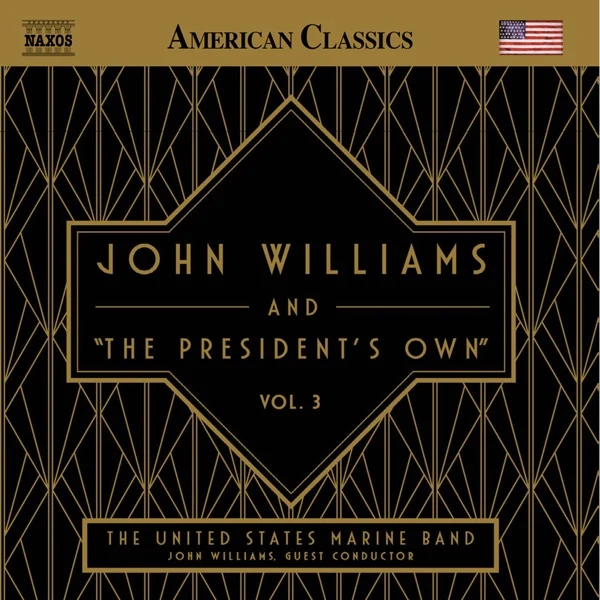 NAXOS
AMERICAN CLASSICS
JOHN WILLIAMS
AND
"THE PRESIDENT'S OWN"
VOL. 3
THE UNITED STATES MARINE BAND
JOHN WILLIAMS, GUEST CONDUCTOR